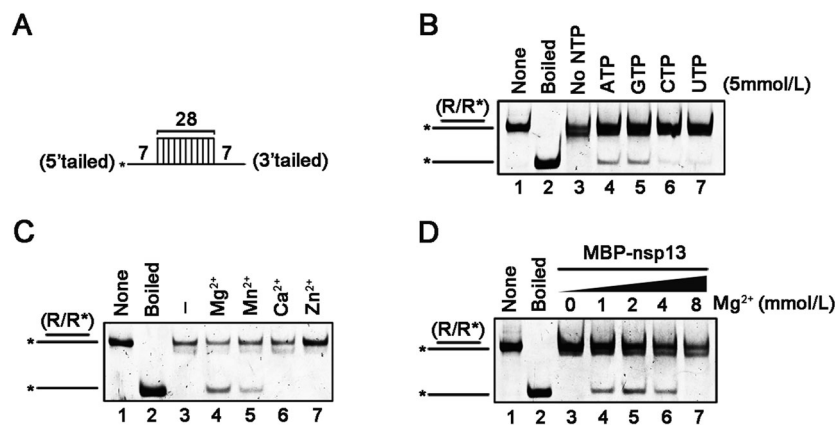 A
28
(5'tailed) * 7 7 (3'tailed)
B
None Boiled No NTP ATP GTP CTP UTP (5mmol/L)
(R/R*)
*
*
1 2 3 4 5 6 7
C
None Boiled – Mg²⁺ Mn²⁺ Ca²⁺ Zn²⁺
(R/R*)
*
*
1 2 3 4 5 6 7
D
MBP-nsp13
None Boiled 0 1 2 4 8 Mg²⁺ (mmol/L)
(R/R*)
*
*
1 2 3 4 5 6 7